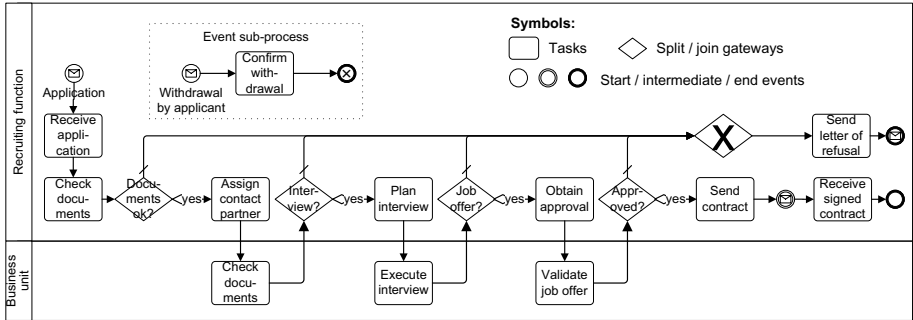 Symbols:
Tasks
Split / join gateways
Start / intermediate / end events
Event sub-process
Withdrawal
by applicant
Confirm
with-
drawal
Recruiting function
Application
Receive
appli-
cation
Check
documents
Docu-
ments
ok?
yes
Assign
contact
partner
Inter-
view?
yes
Plan
interview
Job
offer?
yes
Obtain
approval
Appr-
oved?
yes
Send
contract
Receive
signed
contract
X
Send
letter of
refusal
Business
unit
Check
docu-
ments
Execute
interview
Validate
job offer